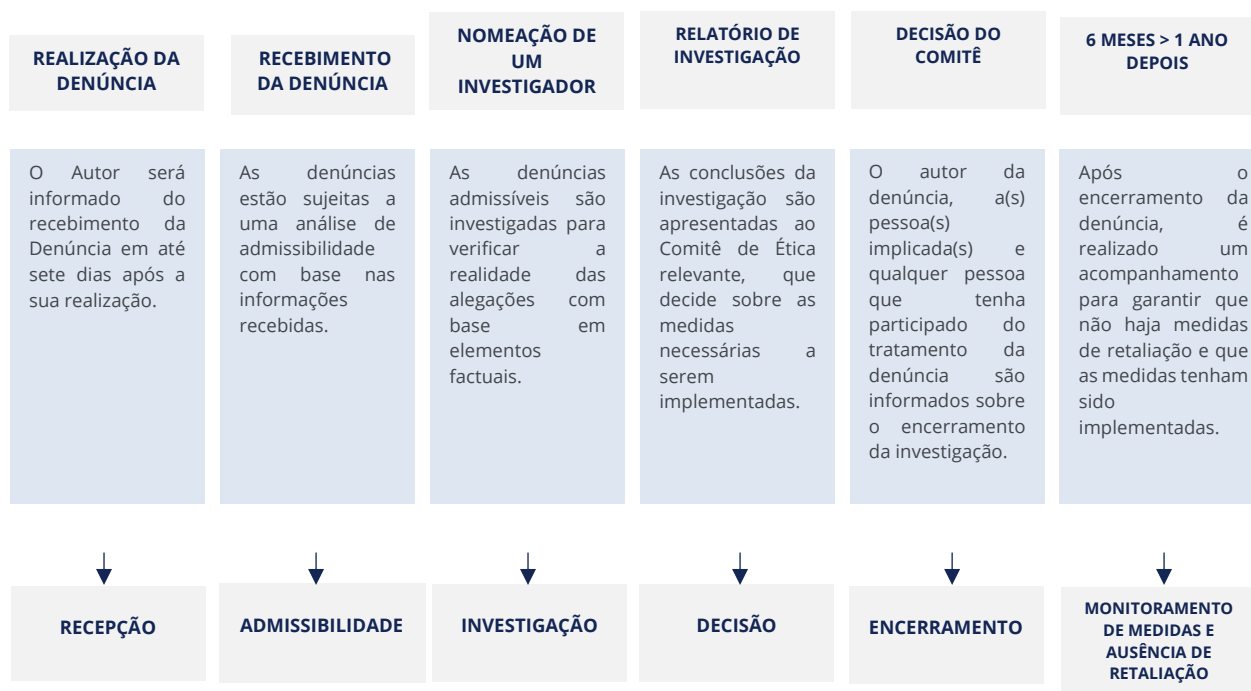 REALIZAÇÃO DA
DENÚNCIA
RECEBIMENTO
DA DENÚNCIA
NOMEAÇÃO DE
UM
INVESTIGADOR
RELATÓRIO DE
INVESTIGAÇÃO
DECISÃO DO
COMITÊ
6 MESES > 1 ANO
DEPOIS
O Autor será
informado do
recebimento da
Denúncia em até
sete dias após a
sua realização.
As denúncias
estão sujeitas a
uma análise de
admissibilidade
com base nas
informações
recebidas.
As denúncias
admissíveis são
investigadas para
verificar a
realidade das
alegações com
base em
elementos
factuais.
As conclusões da
investigação são
apresentadas ao
Comitê de Ética
relevante, que
decide sobre as
medidas
necessárias a
serem
implementadas.
O autor da
denúncia, a(s)
pessoa(s)
implicada(s) e
qualquer pessoa
que tenha
participado do
tratamento da
denúncia são
informados sobre
o encerramento
da investigação.
Após o
encerramento da
denúncia, é
realizado um
acompanhamento
para garantir que
não haja medidas
de retaliação e que
as medidas tenham
sido
implementadas.
RECEPÇÃO
ADMISSIBILIDADE
INVESTIGAÇÃO
DECISÃO
ENCERRAMENTO
MONITORAMENTO
DE MEDIDAS E
AUSÊNCIA DE
RETALIAÇÃO